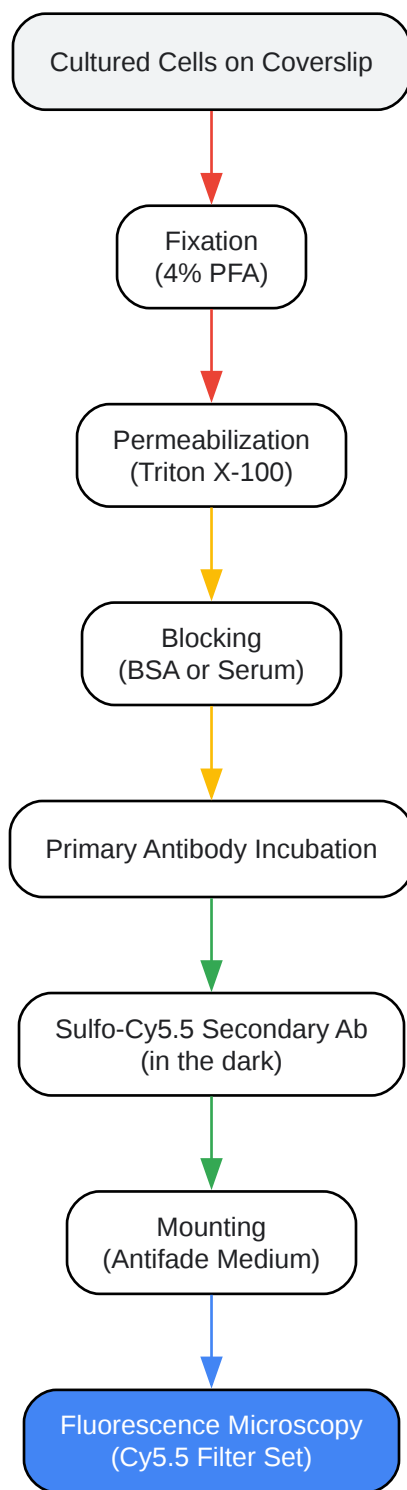 Cultured Cells on Coverslip
Fixation
(4% PFA)
Permeabilization
(Triton X-100)
Blocking
(BSA or Serum)
Primary Antibody Incubation
Sulfo-Cy5.5 Secondary Ab
(in the dark)
Mounting
(Antifade Medium)
Fluorescence Microscopy
(Cy5.5 Filter Set)